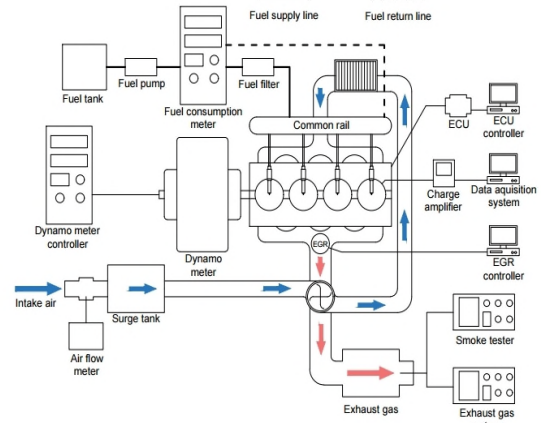 Fuel supply line
Fuel return line
Fuel tank
Fuel pump
Fuel consumption
meter
Fuel filter
Common rail
ECU
ECU
controller
Dynamo meter
controller
Dynamo
meter
Charge
amplifier
Data aquisition
system
EGR
EGR
controller
Intake air
Surge tank
Air flow
meter
Smoke tester
Exhaust gas
Exhaust gas